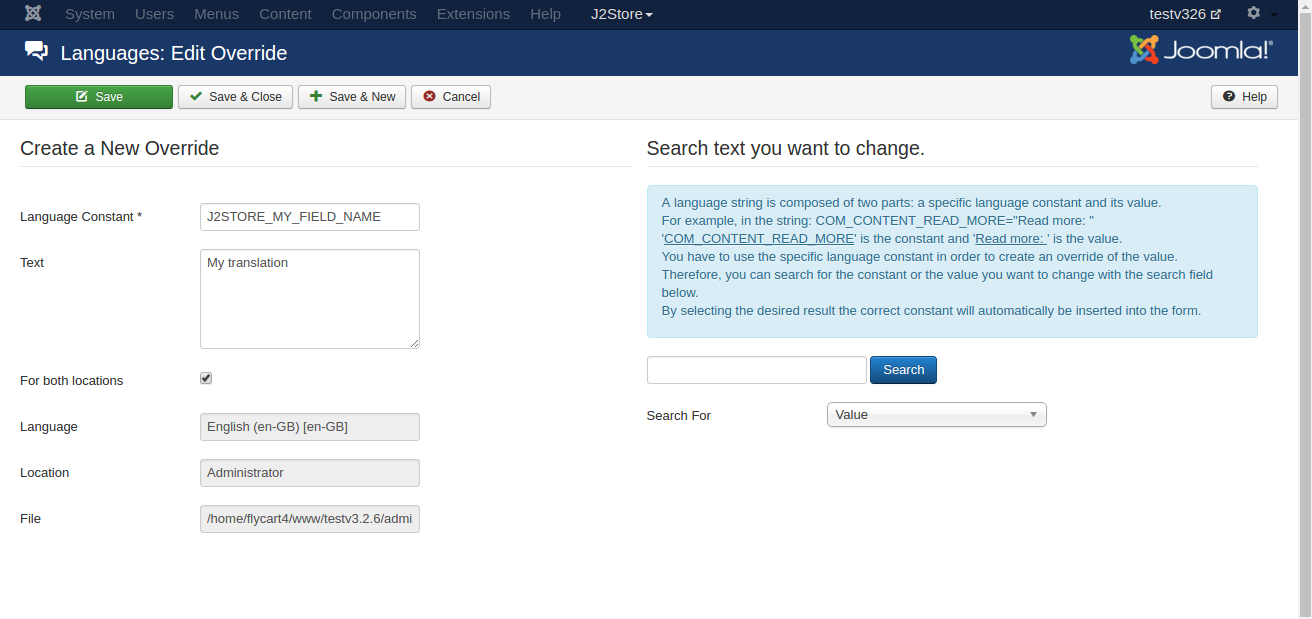 System Users Menus Content Components Extensions Help J2Store testv326
Languages: Edit Override Joomla!®
Save Save & Close Save & New Cancel Help
Create a New Override
Language Constant * J2STORE_MY_FIELD_NAME
Text My translation
For both locations
Language English (en-GB) [en-GB]
Location Administrator
File /home/flycart4/www/testv3.2.6/admi
Search text you want to change.
A language string is composed of two parts: a specific language constant and its value.
For example, in the string: COM_CONTENT_READ_MORE="Read more: "
'COM_CONTENT_READ_MORE' is the constant and 'Read more: ' is the value.
You have to use the specific language constant in order to create an override of the value.
Therefore, you can search for the constant or the value you want to change with the search field
below.
By selecting the desired result the correct constant will automatically be inserted into the form.
Search
Search For Value